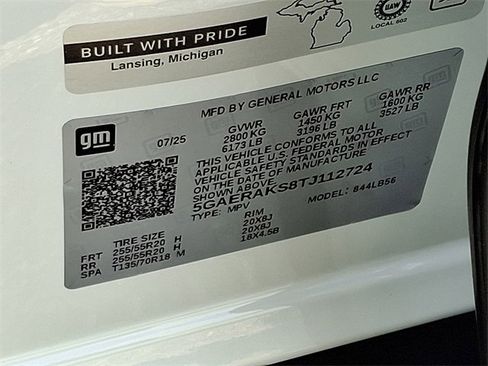 UAW
LOCAL 602
BUILT WITH PRIDE
Lansing, Michigan
MFD BY GENERAL MOTORS LLC
gm
07/25 GVWR GAWR FRT GAWR RR
2800 KG 1450 KG 1600 KG
6173 LB 3196 LB 3527 LB
THIS VEHICLE CONFORMS TO ALL
APPLICABLE U.S. FEDERAL MOTOR
VEHICLE SAFETY STANDARDS IN EFFECT
ON THE DATE OF MANUFACTURE
SHOWN ABOVE.
5GAERAKS8TJ112724
TYPE: MPV MODEL: 844LB56
TIRE SIZE RIM
FRT 255/55R20 H 20X8J
RR 255/55R20 H 20X8J
SPA T135/70R18 M 18X4.5B